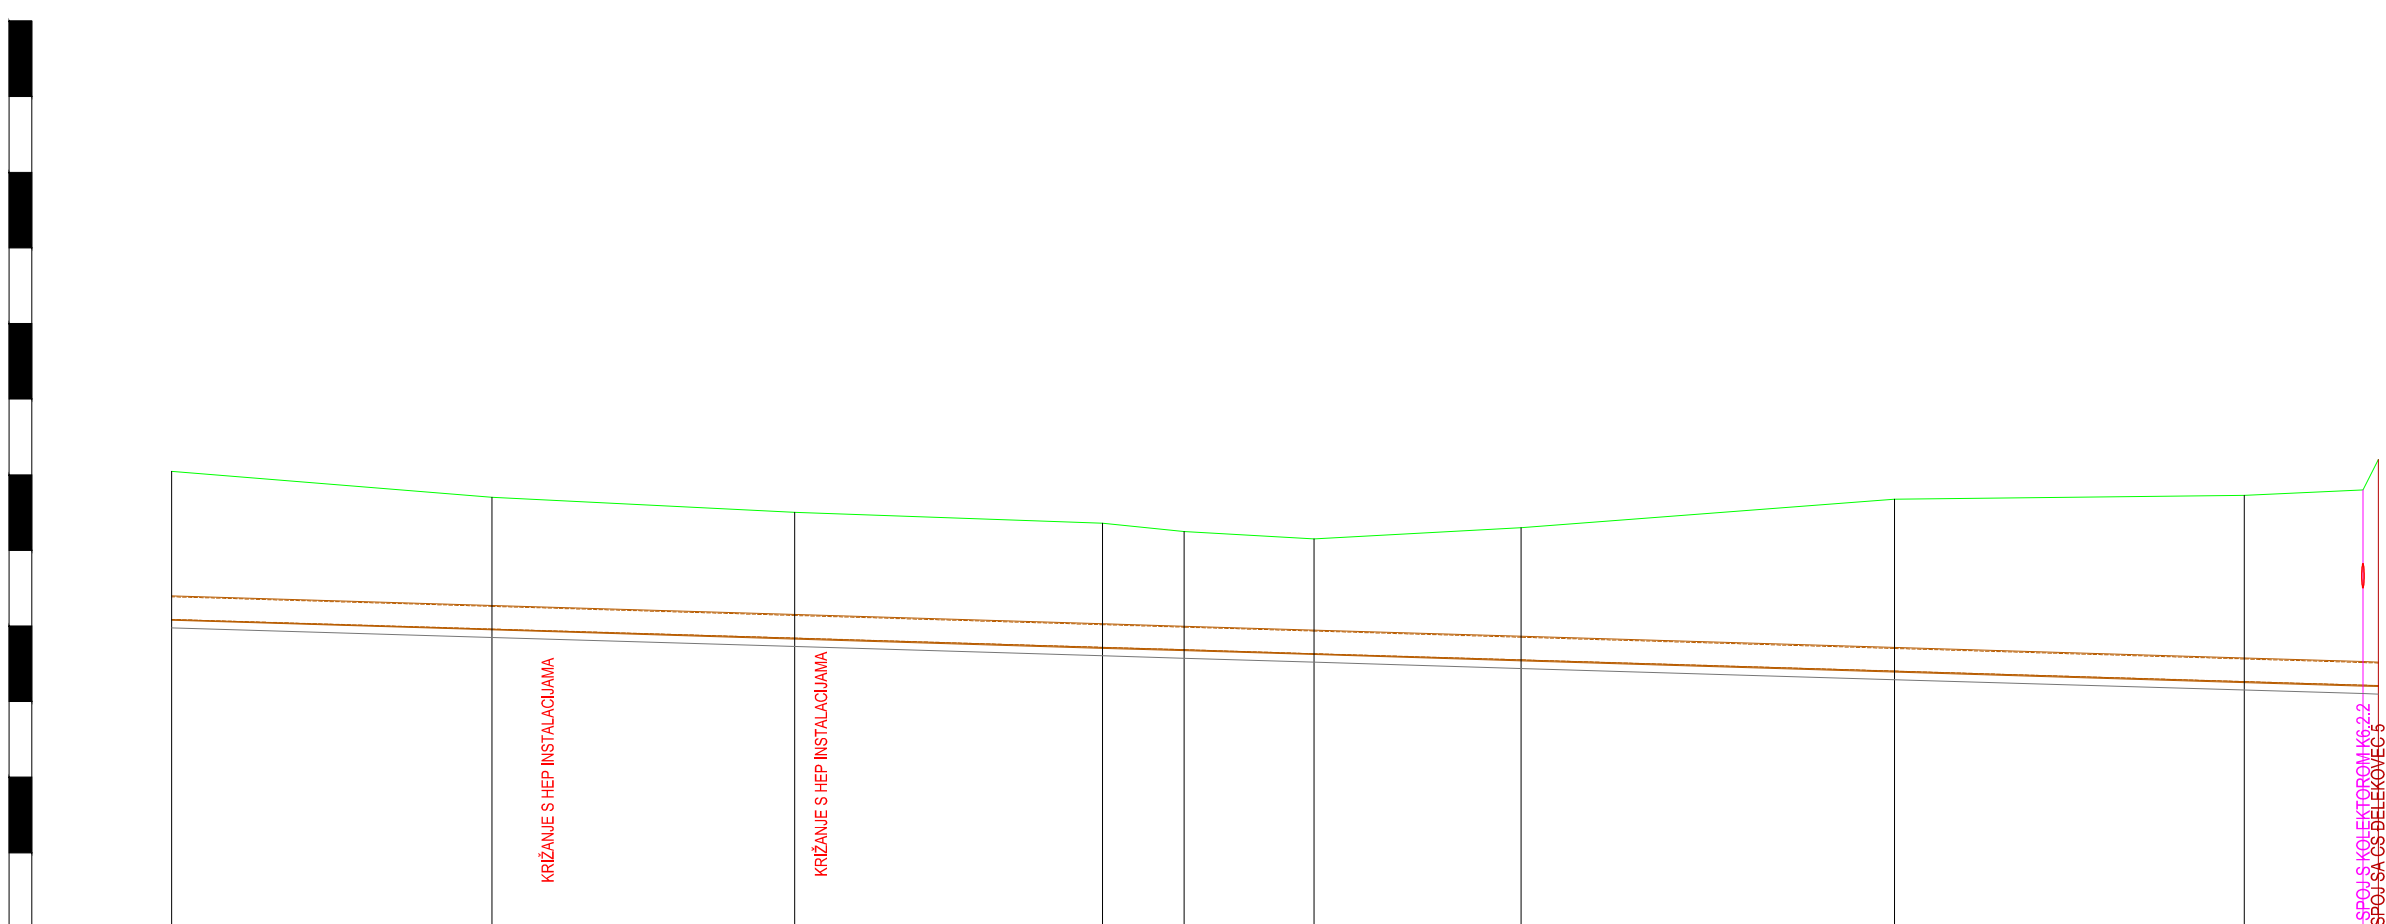 KRIŽANJE S HEP INSTALACIJAMA
KRIŽANJE S HEP INSTALACIJAMA
SPOJ S KOLEKTOROM K6.2.2
SPOJ SA CS DELEKOVEC 5